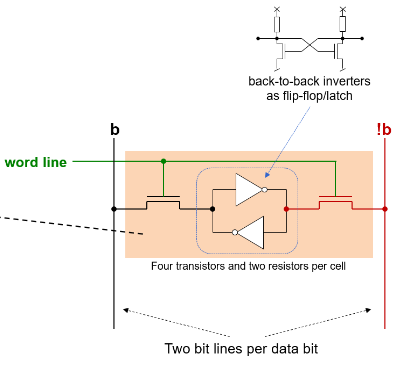 back-to-back inverters
as flip-flop/latch
b
!b
word line
Four transistors and two resistors per cell
Two bit lines per data bit